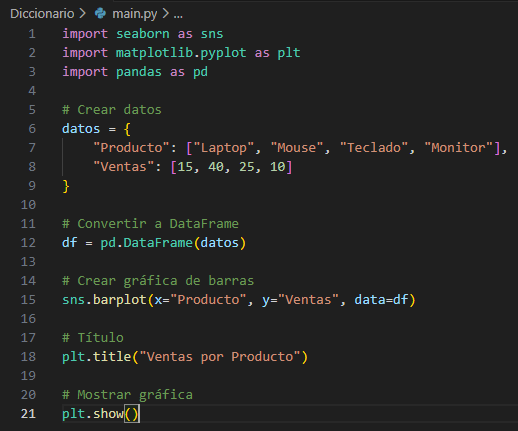 Diccionario > main.py > ...
1 import seaborn as sns
2 import matplotlib.pyplot as plt
3 import pandas as pd
4
5 # Crear datos
6 datos = {
7     "Producto": ["Laptop", "Mouse", "Teclado", "Monitor"],
8     "Ventas": [15, 40, 25, 10]
9 }
10
11 # Convertir a DataFrame
12 df = pd.DataFrame(datos)
13
14 # Crear gráfica de barras
15 sns.barplot(x="Producto", y="Ventas", data=df)
16
17 # Título
18 plt.title("Ventas por Producto")
19
20 # Mostrar gráfica
21 plt.show()